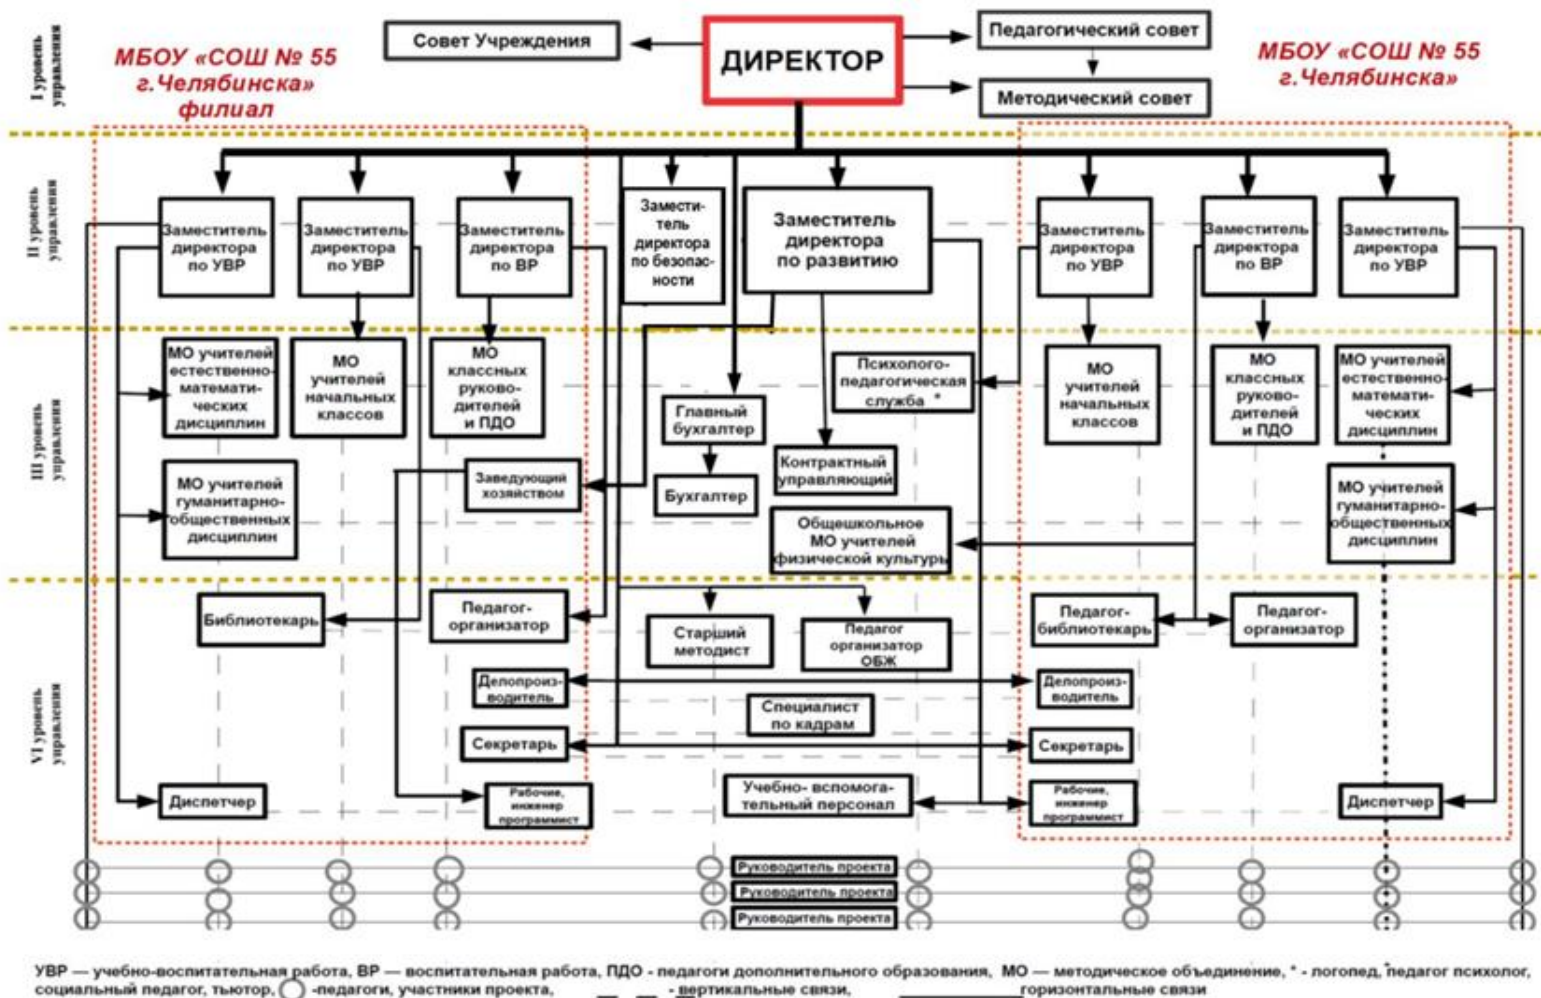 I уровень
управления
МБОУ «СОШ № 55
г.Челябинска»
филиал
Совет Учреждения
ДИРЕКТОР
Педагогический совет
Методический совет
МБОУ «СОШ № 55
г.Челябинска»
II уровень
управления
Заместитель
директора
по УВР
Заместитель
директора
по УВР
Заместитель
директора
по ВР
Замести-
тель
директора
по безопас-
ности
Заместитель
директора
по развитию
Заместитель
директора
по УВР
Заместитель
директора
по ВР
Заместитель
директора
по УВР
III уровень
управления
МО учителей
естественно-
математи-
ческих
дисциплин
МО
учителей
начальных
классов
МО
классных
руково-
дителей
и ПДО
Главный
бухгалтер
Психолого-
педагогическая
служба *
МО
учителей
начальных
классов
МО
классных
руково-
дителей
и ПДО
МО учителей
естественно-
математи-
ческих
дисциплин
МО учителей
гуманитарно-
общественных
дисциплин
Заведующий
хозяйством
Бухгалтер
Контрактный
управляющий
Общешкольное
МО учителей
физической культуры
МО учителей
гуманитарно-
общественных
дисциплин
VI уровень
управления
Библиотекарь
Педагог-
организатор
Старший
методист
Педагог
организатор
ОБЖ
Педагог-
библиотекарь
Педагог-
организатор
Делопроиз-
водитель
Специалист
по кадрам
Делопроиз-
водитель
Секретарь
Секретарь
Диспетчер
Рабочие,
инженер
программист
Учебно- вспомога-
тельный персонал
Рабочие,
инженер
программист
Диспетчер
Руководитель проекта
Руководитель проекта
Руководитель проекта
УВР — учебно-воспитательная работа, ВР — воспитательная работа, ПДО - педагоги дополнительного образования, МО — методическое объединение, * - логопед, педагог психолог,
социальный педагог, тьютор, -педагоги, участники проекта, - вертикальные связи, горизонтальные связи